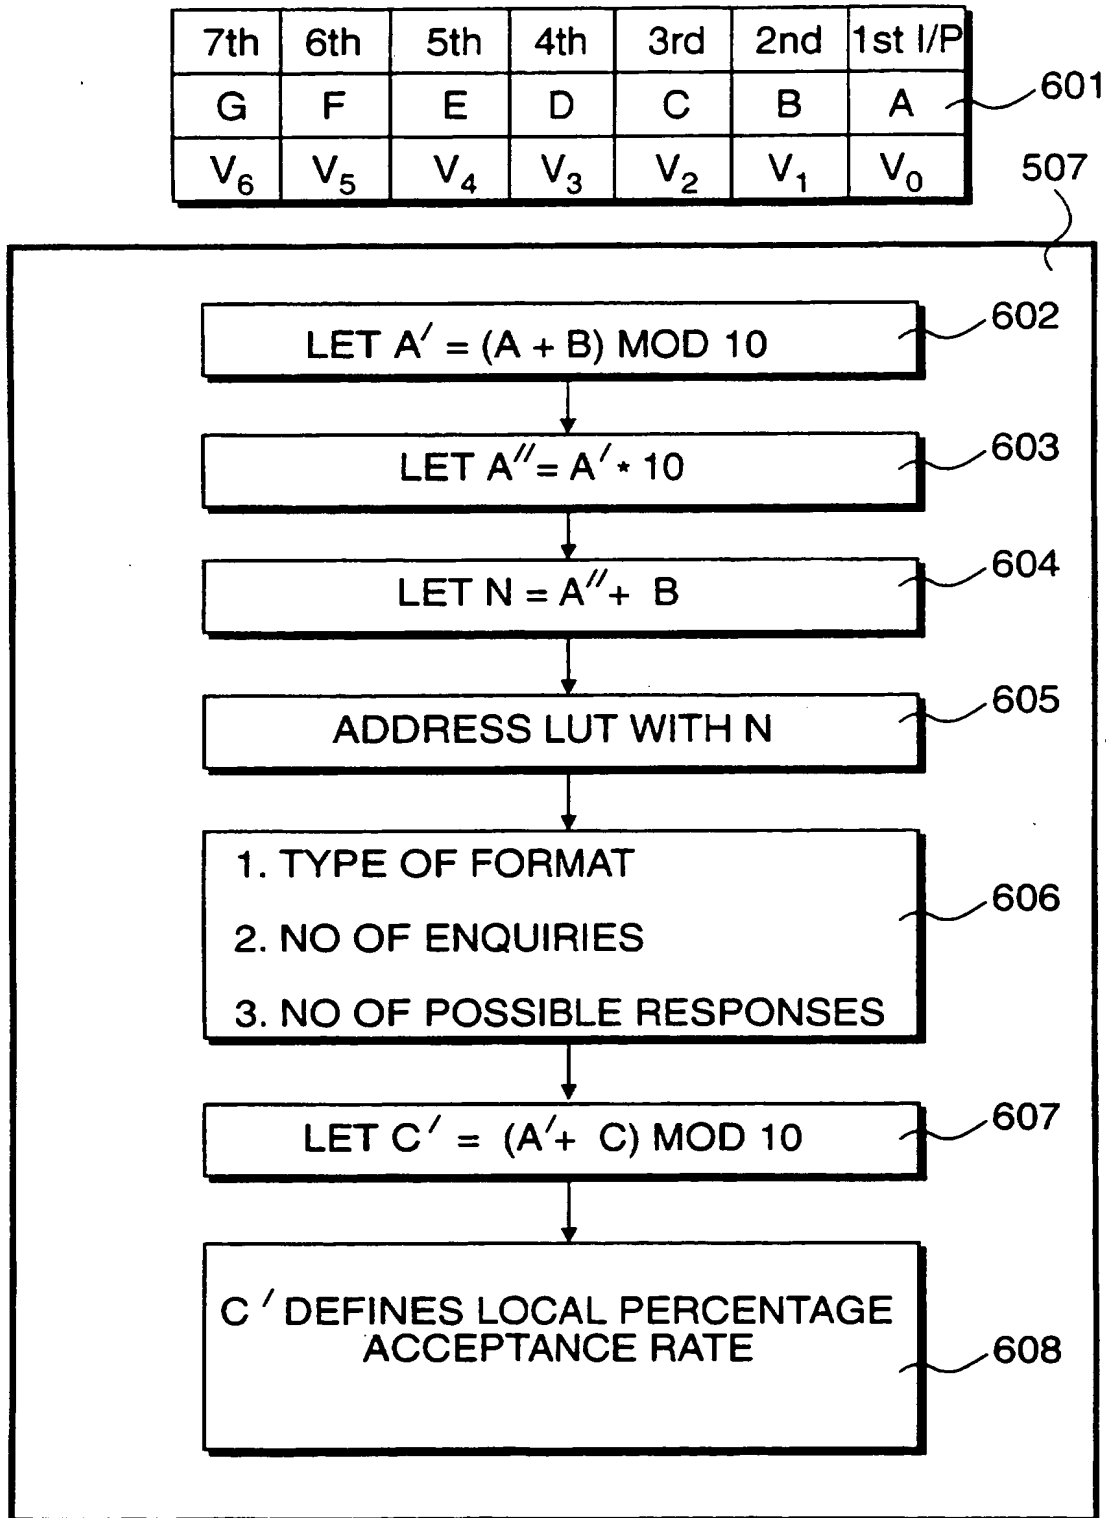 7th 6th 5th 4th 3rd 2nd 1st I/P
G F E D C B A
V6 V5 V4 V3 V2 V1 V0
601
507
LET A′ = (A + B) MOD 10
602
LET A′′ = A′ * 10
603
LET N = A′′ + B
604
ADDRESS LUT WITH N
605
1. TYPE OF FORMAT
2. NO OF ENQUIRIES
3. NO OF POSSIBLE RESPONSES
606
LET C′ = (A′ + C) MOD 10
607
C′ DEFINES LOCAL PERCENTAGE
ACCEPTANCE RATE
608